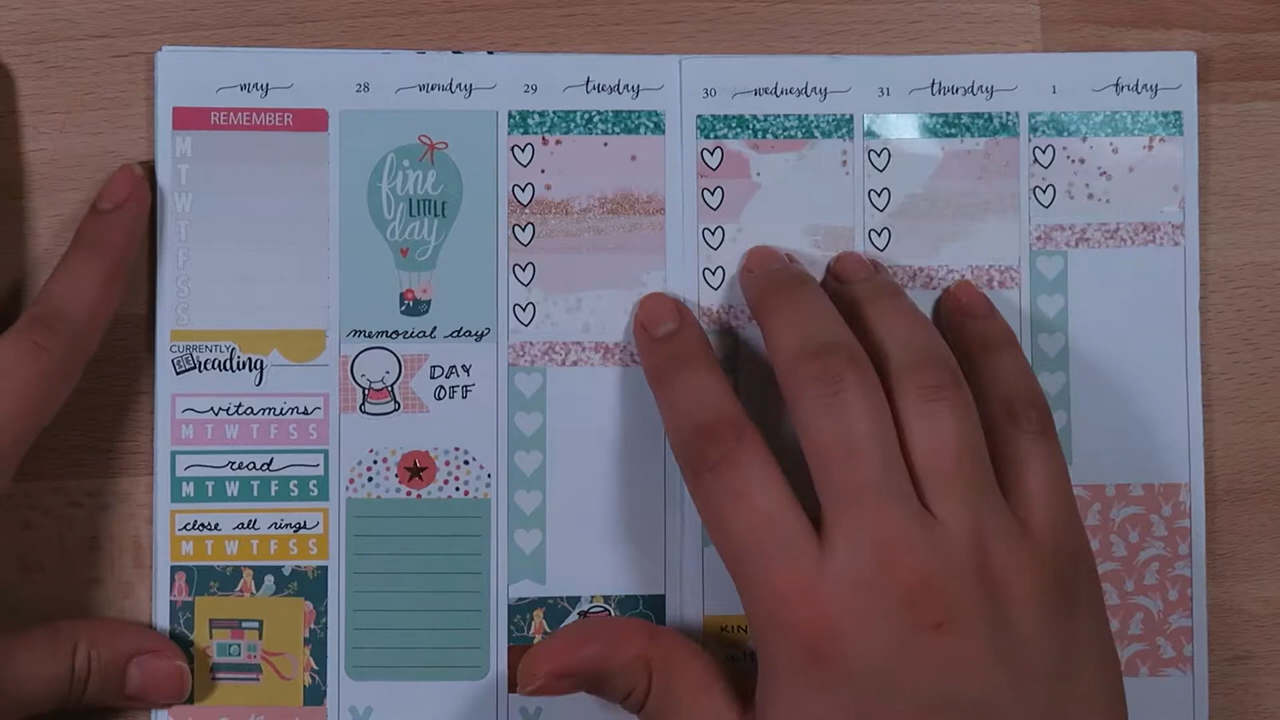 may
28 monday
29 tuesday
30 wednesday
31 thursday
1 friday
REMEMBER
M
T
W
T
F
S
S
CURRENTLY
reading
vitamins
M T W T F S S
read
M T W T F S S
close all rings
M T W T F S S
fine
LITTLE
day
memorial day
DAY
OFF
KIN